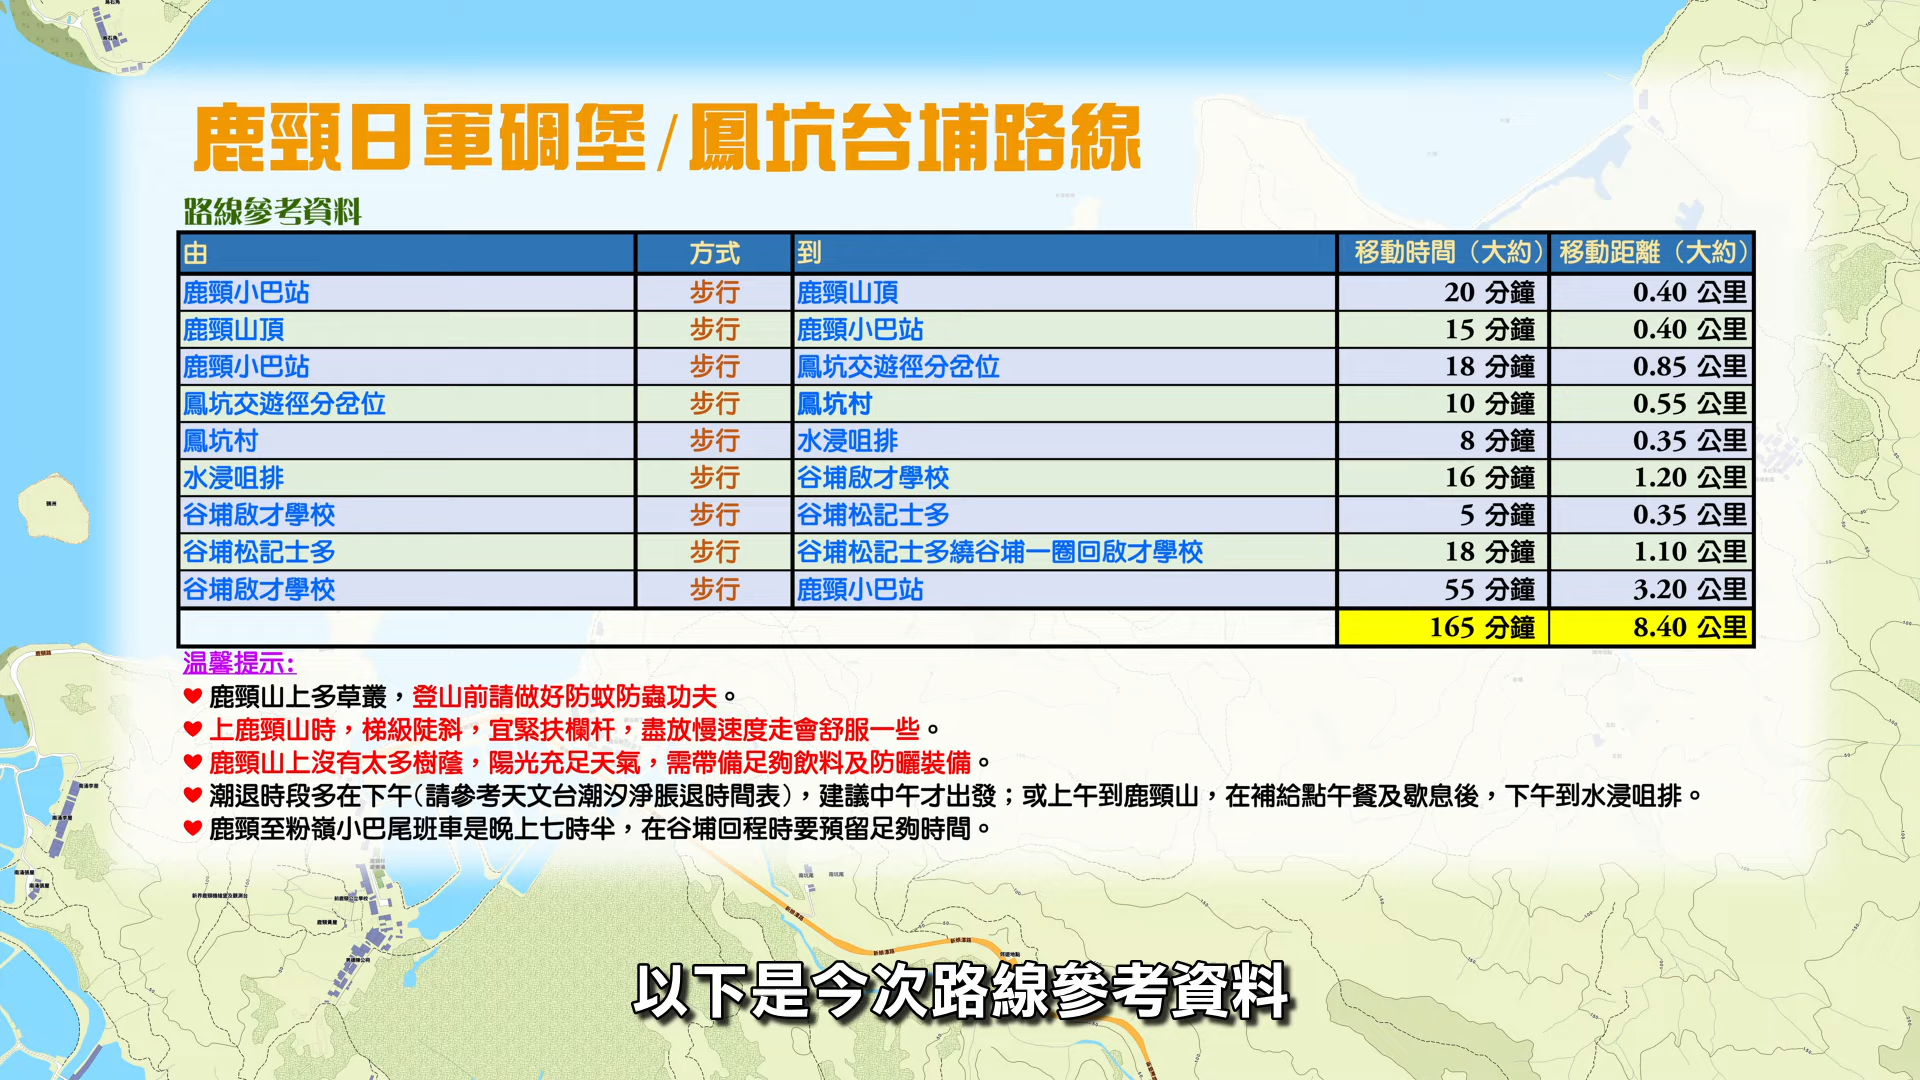 鹿頸日軍碉堡/鳳坑谷埔路線
路線參考資料
由 方式 到 移動時間（大約） 移動距離（大約）
鹿頸小巴站 步行 鹿頸山頂 20 分鐘 0.40 公里
鹿頸山頂 步行 鹿頸小巴站 15 分鐘 0.40 公里
鹿頸小巴站 步行 鳳坑交遊徑分岔位 18 分鐘 0.85 公里
鳳坑交遊徑分岔位 步行 鳳坑村 10 分鐘 0.55 公里
鳳坑村 步行 水浸咀排 8 分鐘 0.35 公里
水浸咀排 步行 谷埔啟才學校 16 分鐘 1.20 公里
谷埔啟才學校 步行 谷埔松記士多 5 分鐘 0.35 公里
谷埔松記士多 步行 谷埔松記士多繞谷埔一圈回啟才學校 18 分鐘 1.10 公里
谷埔啟才學校 步行 鹿頸小巴站 55 分鐘 3.20 公里
165 分鐘 8.40 公里
温馨提示:
鹿頸山上多草叢，登山前請做好防蚊防蟲功夫。
上鹿頸山時，梯級陡斜，宜緊扶欄杆，盡放慢速度走會舒服一些。
鹿頸山上沒有太多樹蔭，陽光充足天氣，需帶備足夠飲料及防曬裝備。
潮退時段多在下午(請參考天文台潮汐淨脹退時間表)，建議中午才出發；或上午到鹿頸山，在補給點午餐及歇息後，下午到水浸咀排。
鹿頸至粉嶺小巴尾班車是晚上七時半，在谷埔回程時要預留足夠時間。
以下是今次路線參考資料